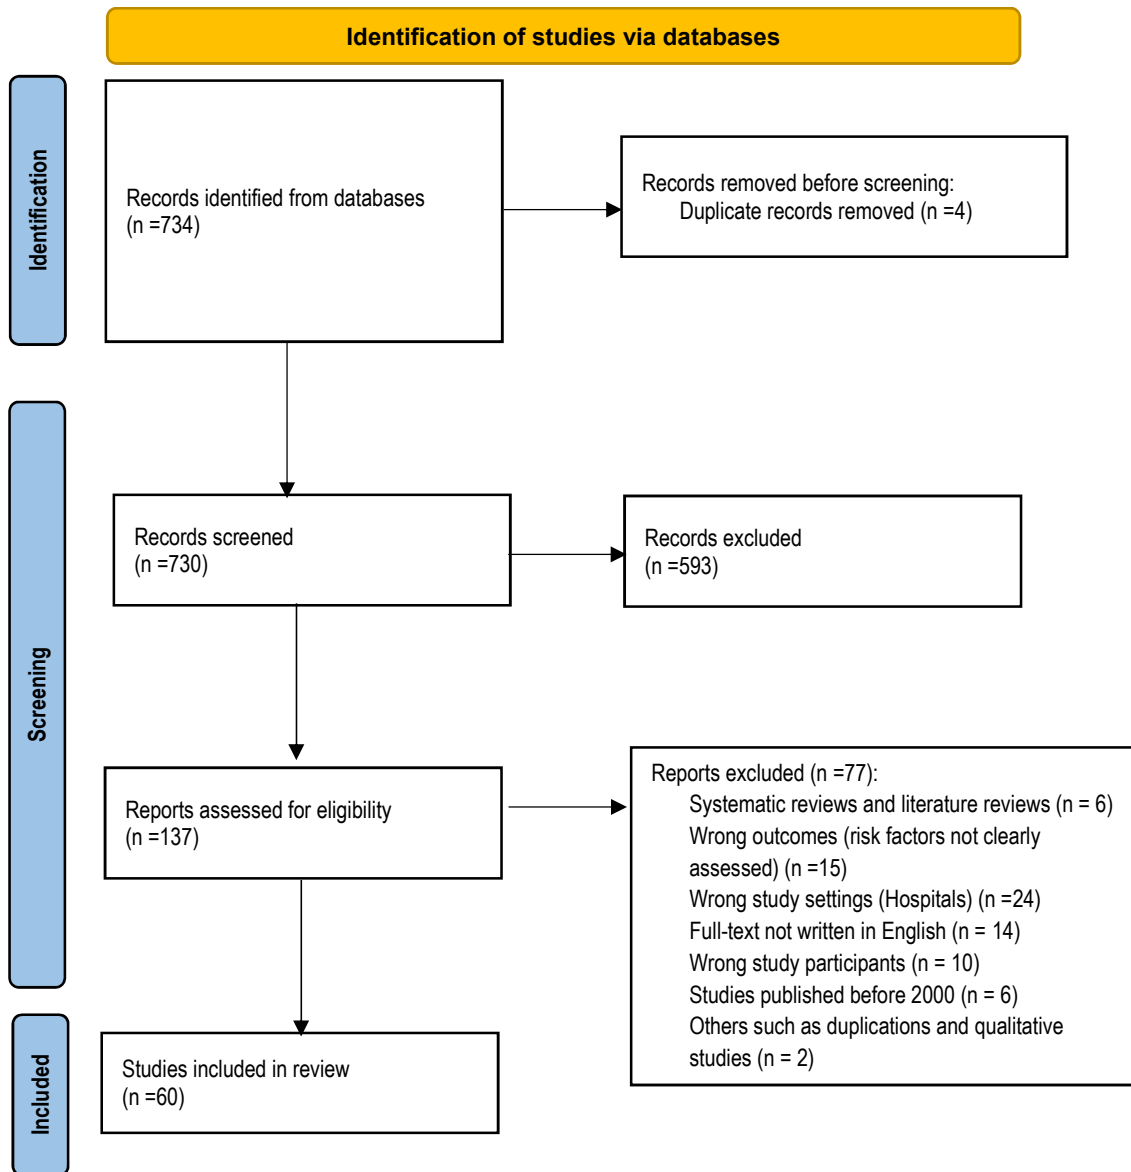 Identification of studies via databases
Identification
Records identified from databases
(n =734)
Records removed before screening:
Duplicate records removed (n =4)
Screening
Records screened
(n =730)
Records excluded
(n =593)
Reports assessed for eligibility
(n =137)
Reports excluded (n =77):
Systematic reviews and literature reviews (n = 6)
Wrong outcomes (risk factors not clearly
assessed) (n =15)
Wrong study settings (Hospitals) (n =24)
Full-text not written in English (n = 14)
Wrong study participants (n = 10)
Studies published before 2000 (n = 6)
Others such as duplications and qualitative
studies (n = 2)
Included
Studies included in review
(n =60)